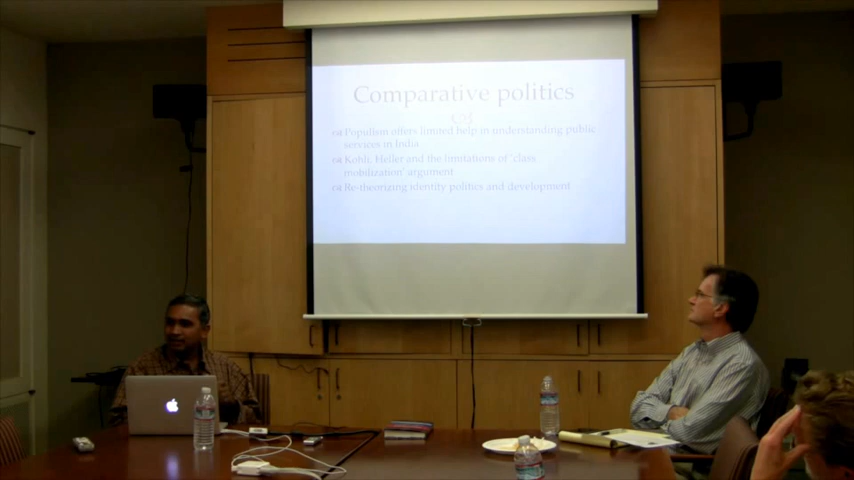 Comparative politics
Populism offers limited help in understanding public
services in India
Kohli, Heller and the limitations of 'class
mobilization' argument
Re-theorizing identity politics and development